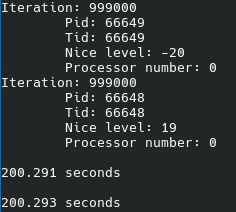 Iteration: 999000
Pid: 66649
Tid: 66649
Nice level: -20
Processor number: 0
Iteration: 999000
Pid: 66648
Tid: 66648
Nice level: 19
Processor number: 0
200.291 seconds
200.293 seconds